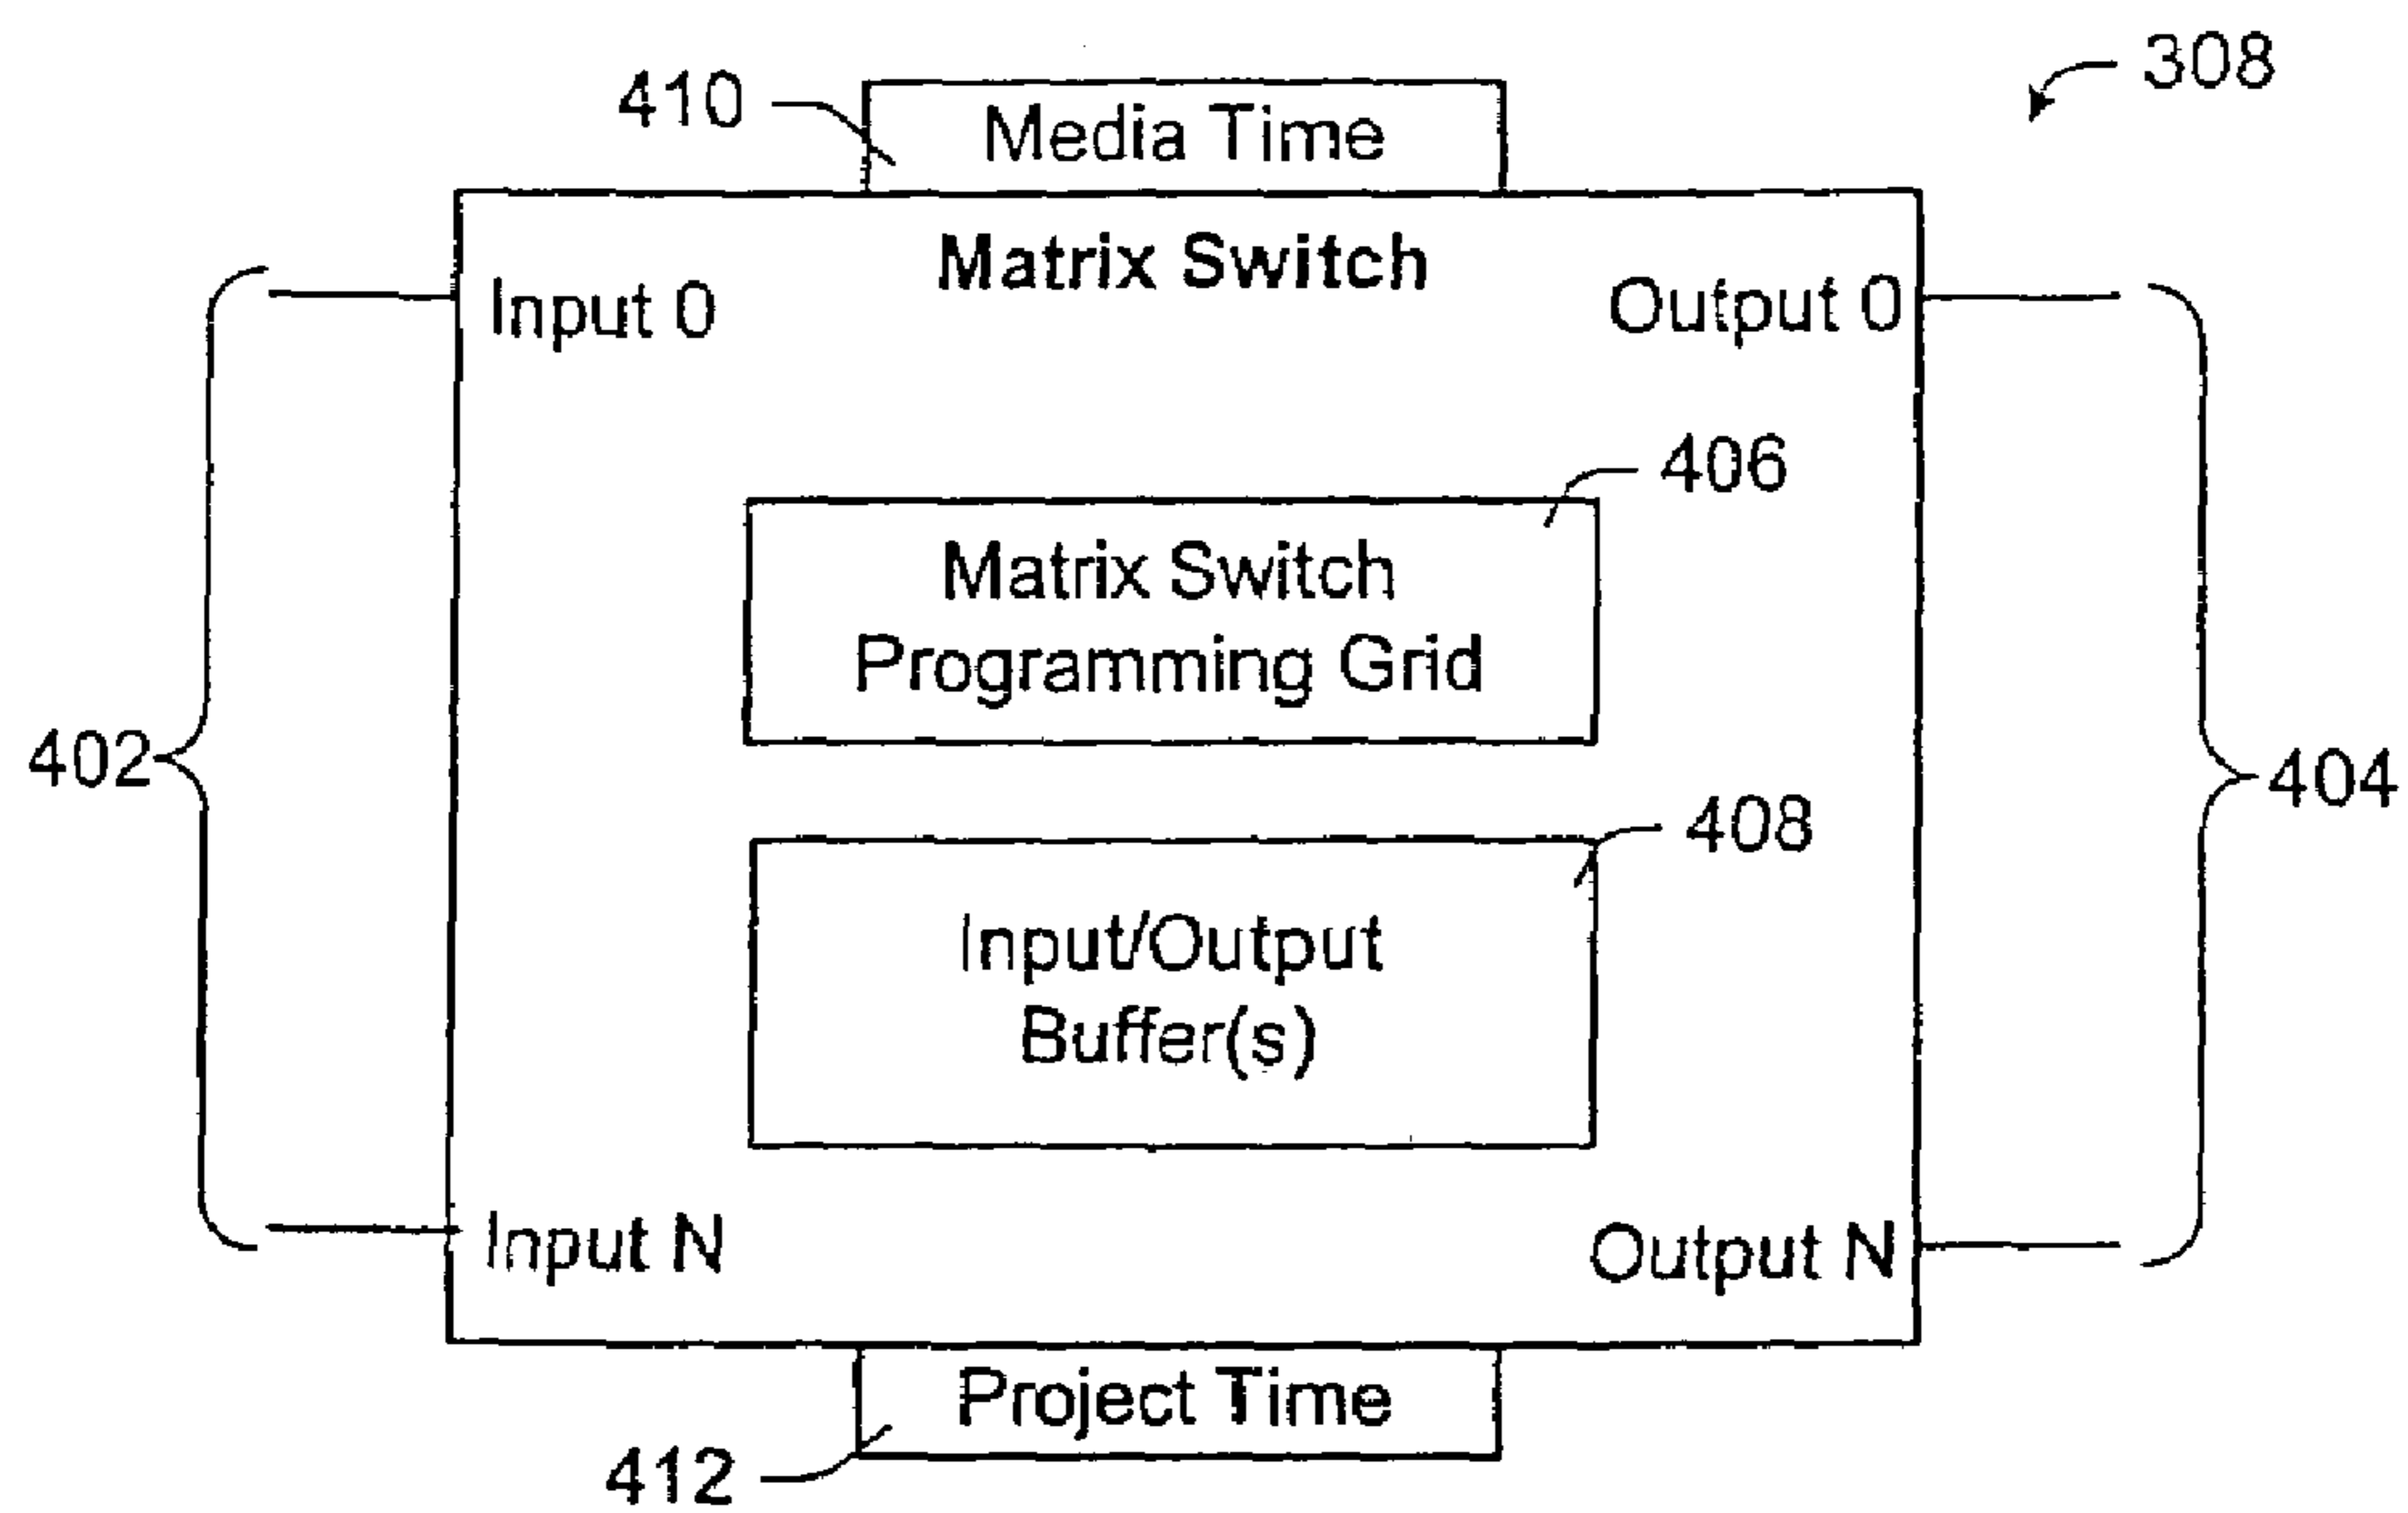 308
410
Media Time
Matrix Switch
Input 0
Output 0
406
Matrix Switch
Programming Grid
402
404
408
Input/Output
Buffer(s)
Input N
Output N
Project Time
412